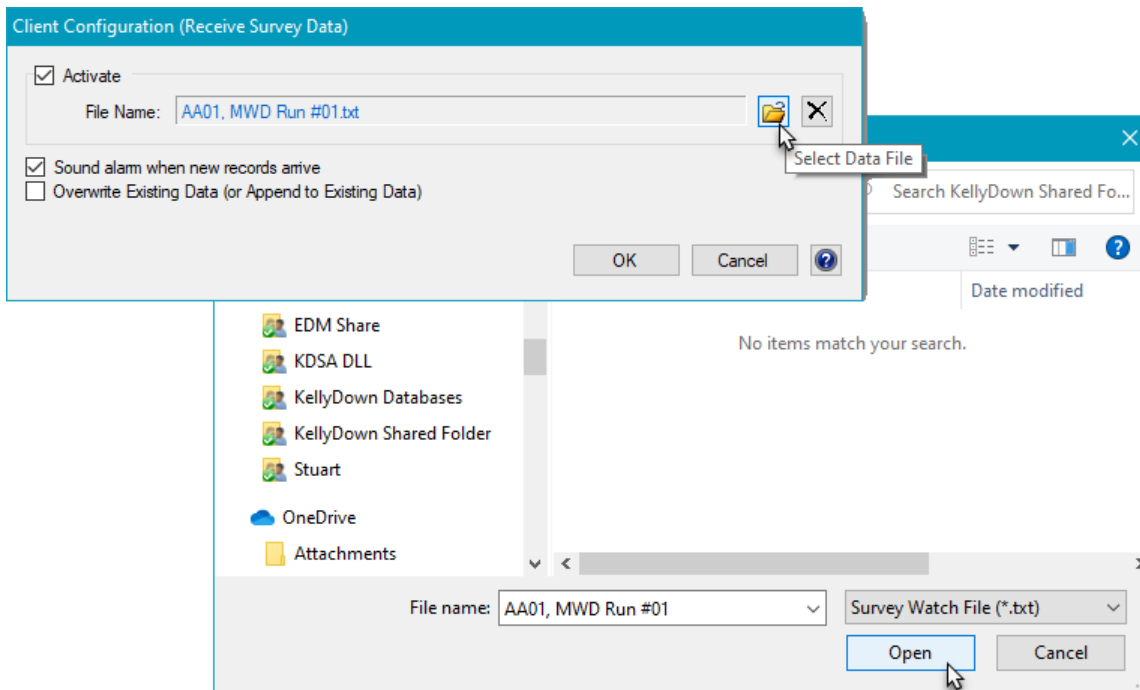 Client Configuration (Receive Survey Data)
Activate
File Name: AA01, MWD Run #01.txt
Select Data File
Sound alarm when new records arrive
Overwrite Existing Data (or Append to Existing Data)
OK Cancel
Search KellyDown Shared Fo...
Date modified
No items match your search.
EDM Share
KDSA DLL
KellyDown Databases
KellyDown Shared Folder
Stuart
OneDrive
Attachments
File name: AA01, MWD Run #01 Survey Watch File (*.txt)
Open Cancel